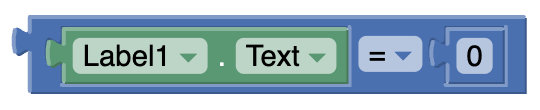 Label1 . Text = 0